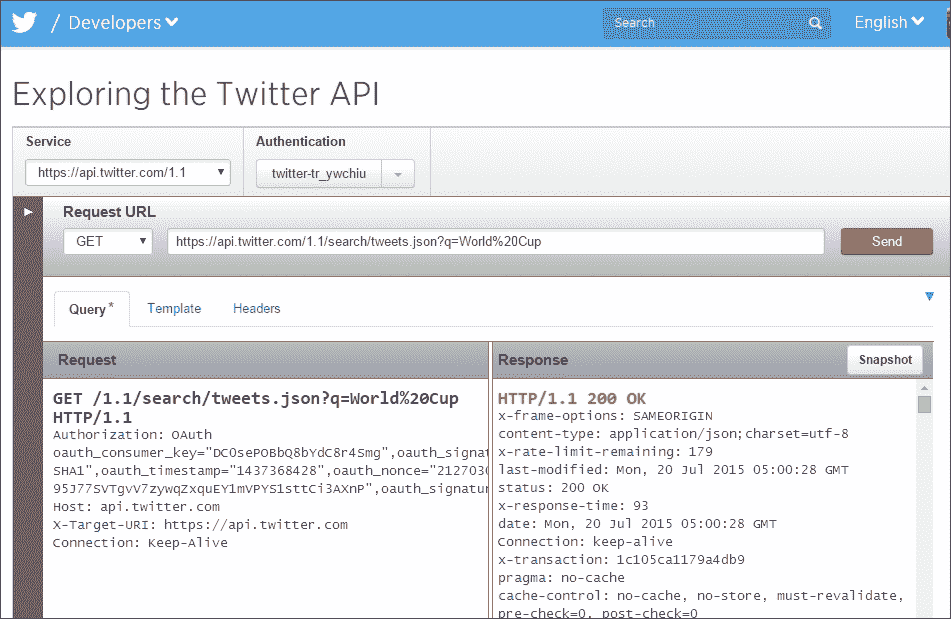 / Developers
Search
English
Exploring the Twitter API
Service
Authentication
https://api.twitter.com/1.1
twitter-tr_ywchiu
Request URL
GET
https://api.twitter.com/1.1/search/tweets.json?q=World%20Cup
Send
Query*
Template
Headers
Request
GET /1.1/search/tweets.json?q=World%20Cup
HTTP/1.1
Authorization: OAuth
oauth_consumer_key="DC0sePOBbQ8bYdC8r4Smg",oauth_signat
SHA1",oauth_timestamp="1437368428",oauth_nonce="2127030
95J77SVTgvV7zywqZxquEY1mVPYS1sttCi3AXnP",oauth_signatur
Host: api.twitter.com
X-Target-URI: https://api.twitter.com
Connection: Keep-Alive
Response
Snapshot
HTTP/1.1 200 OK
x-frame-options: SAMEORIGIN
content-type: application/json;charset=utf-8
x-rate-limit-remaining: 179
last-modified: Mon, 20 Jul 2015 05:00:28 GMT
status: 200 OK
x-response-time: 93
date: Mon, 20 Jul 2015 05:00:28 GMT
Connection: keep-alive
x-transaction: 1c105ca1179a4db9
pragma: no-cache
cache-control: no-cache, no-store, must-revalidate,
pre-check=0, post-check=0